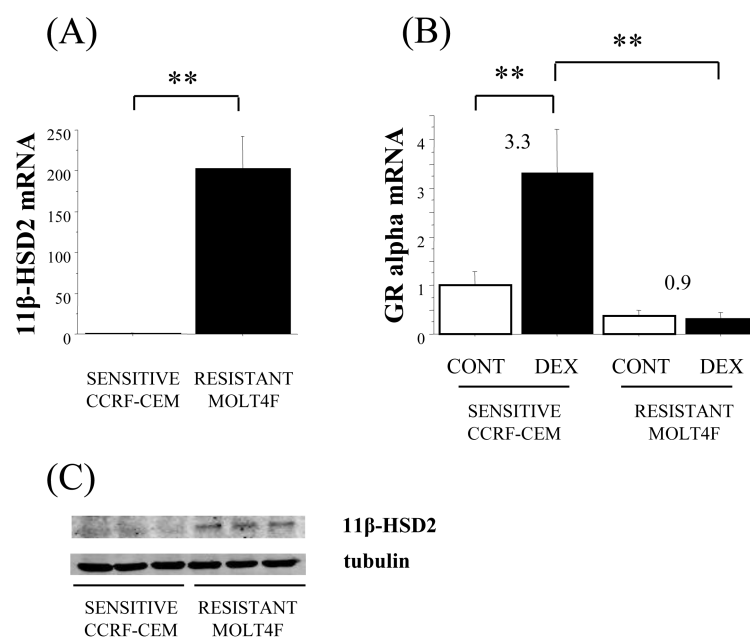 (A)
**
11β-HSD2 mRNA
250
200
150
100
50
0
SENSITIVE
CCRF-CEM
RESISTANT
MOLT4F
(B)
**
**
GR alpha mRNA
4
3
2
1
0
3.3
0.9
CONT
DEX
CONT
DEX
SENSITIVE
CCRF-CEM
RESISTANT
MOLT4F
(C)
11β-HSD2
tubulin
SENSITIVE
CCRF-CEM
RESISTANT
MOLT4F